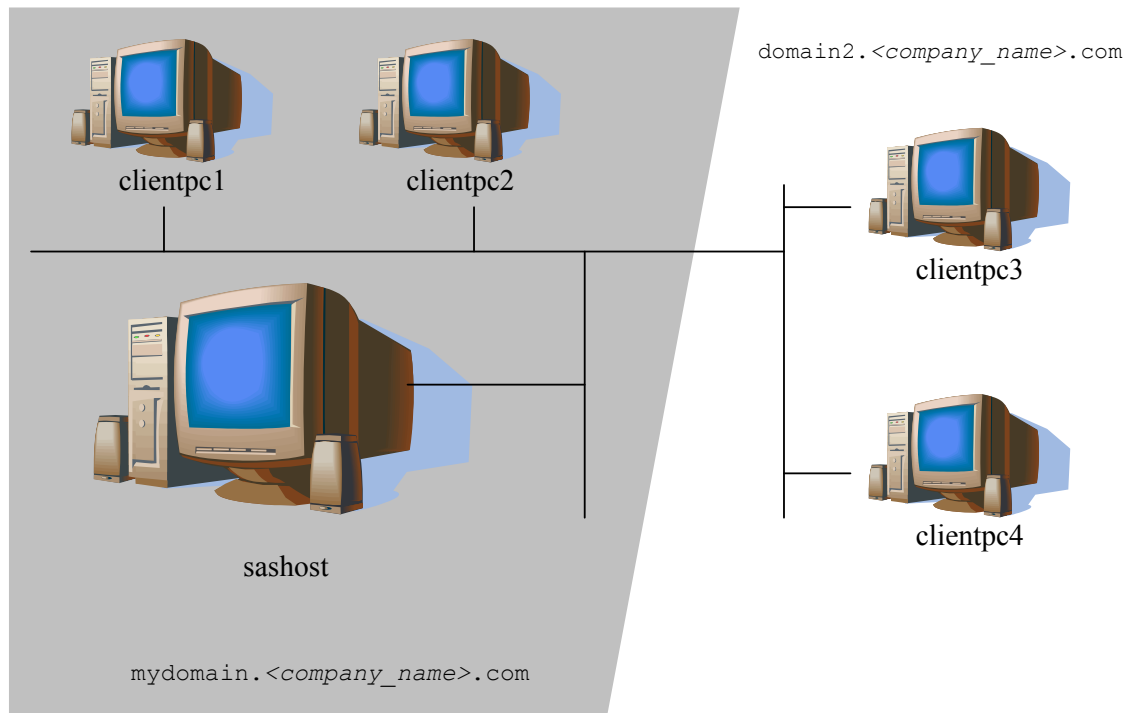 domain2.<company_name>.com
clientpc1
clientpc2
clientpc3
clientpc4
sashost
mydomain.<company_name>.com